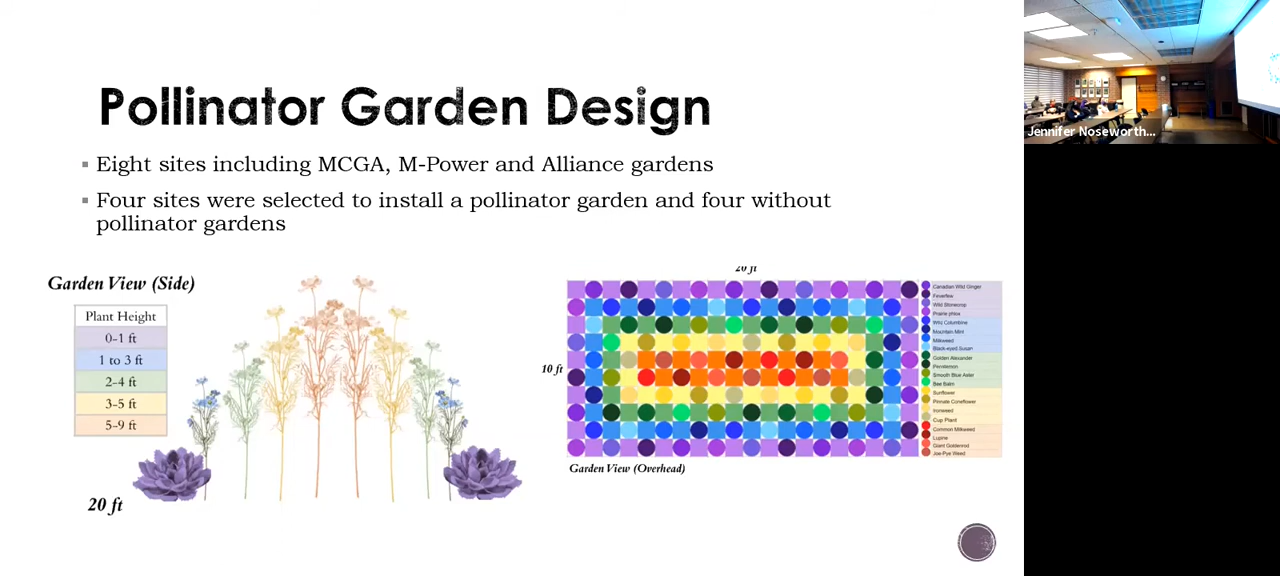 Pollinator Garden Design
Eight sites including MCGA, M-Power and Alliance gardens
Four sites were selected to install a pollinator garden and four without
pollinator gardens
Garden View (Side)
Plant Height
0-1 ft
1 to 3 ft
2-4 ft
3-5 ft
5-9 ft
20 ft
20 ft
10 ft
Canadian Wild Ginger
Feverfew
Wild Stonecrop
Prairie phlox
Wild Columbine
Mountain Mint
Milkweed
Black-eyed Susan
Golden Alexander
Penstemon
Smooth Blue Aster
Bee Balm
Sunflower
Pinnate Coneflower
Ironweed
Cup Plant
Common Milkweed
Lupine
Giant Goldenrod
Joe-Pye Weed
Garden View (Overhead)
Jennifer Noseworth...